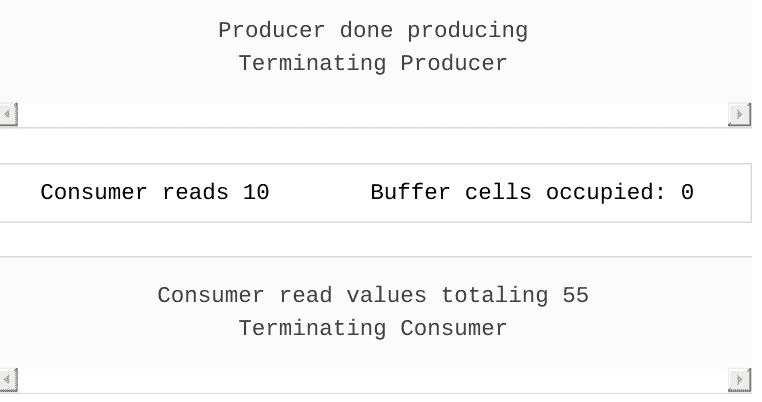 Producer done producing
Terminating Producer
Consumer reads 10 Buffer cells occupied: 0
Consumer read values totaling 55
Terminating Consumer